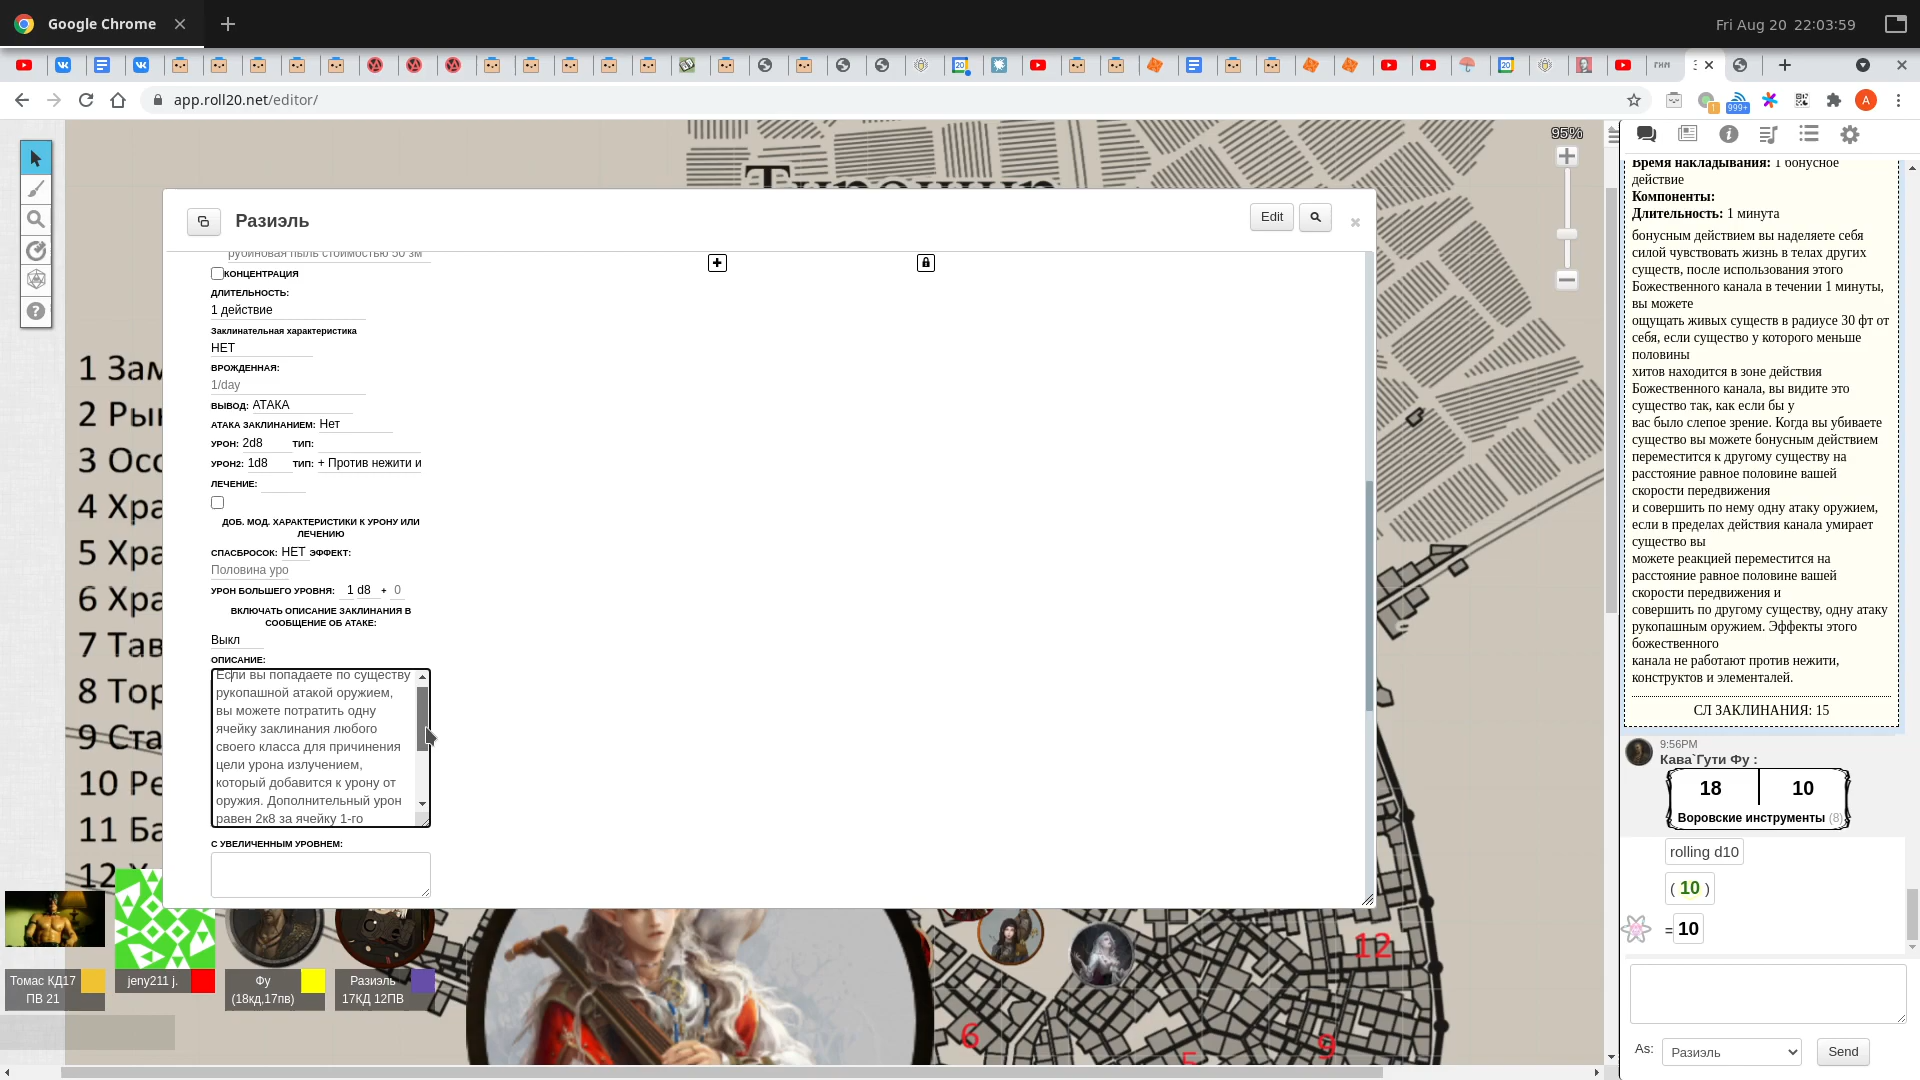 Google Chrome
Fri Aug 20 22:03:59
app.roll20.net/editor/
95%
Разиэль
Edit
рубиновая пыль стоимостью 50 зм
КОНЦЕНТРАЦИЯ
ДЛИТЕЛЬНОСТЬ:
1 действие
Заклинательная характеристика
НЕТ
ВРОЖДЕННАЯ:
1/day
ВЫВОД: АТАКА
АТАКА ЗАКЛИНАНИЕМ: Нет
УРОН: 2d8 ТИП:
УРОН2: 1d8 ТИП: + Против нежити и
ЛЕЧЕНИЕ:
ДОБ. МОД. ХАРАКТЕРИСТИКИ К УРОНУ ИЛИ
ЛЕЧЕНИЮ
СПАСБРОСОК: НЕТ ЭФФЕКТ:
Половина уро
УРОН БОЛЬШЕГО УРОВНЯ: 1 d8 + 0
ВКЛЮЧАТЬ ОПИСАНИЕ ЗАКЛИНАНИЯ В
СООБЩЕНИЕ ОБ АТАКЕ:
Выкл
ОПИСАНИЕ:
Если вы попадаете по существу
рукопашной атакой оружием,
вы можете потратить одну
ячейку заклинания любого
своего класса для причинения
цели урона излучением,
который добавится к урону от
оружия. Дополнительный урон
равен 2к8 за ячейку 1-го
С УВЕЛИЧЕННЫМ УРОВНЕМ:
1 Зам
2 Рын
3 Осо
4 Хра
5 Хра
6 Хра
7 Тав
8 Тор
9 Ста
10 Ре
11 Ба
12
12
6
5
9
Томас КД17
ПВ 21
jeny211 j.
Фу
(18кд,17пв)
Разиэль
17КД 12ПВ
Время накладывания: 1 бонусное
действие
Компоненты:
Длительность: 1 минута
бонусным действием вы наделяете себя
силой чувствовать жизнь в телах других
существ, после использования этого
Божественного канала в течении 1 минуты,
вы можете
ощущать живых существ в радиусе 30 фт от
себя, если существо у которого меньше
половины
хитов находится в зоне действия
Божественного канала, вы видите это
существо так, как если бы у
вас было слепое зрение. Когда вы убиваете
существо вы можете бонусным действием
переместится к другому существу на
расстояние равное половине вашей
скорости передвижения
и совершить по нему одну атаку оружием,
если в пределах действия канала умирает
существо вы
можете реакцией переместится на
расстояние равное половине вашей
скорости передвижения и
совершить по другому существу, одну атаку
рукопашным оружием. Эффекты этого
божественного
канала не работают против нежити,
конструктов и элементалей.
СЛ ЗАКЛИНАНИЯ: 15
9:56PM
Кава`Гути Фу :
18 10
Воровские инструменты (8)
rolling d10
( 10 )
=10
As: Разиэль Send